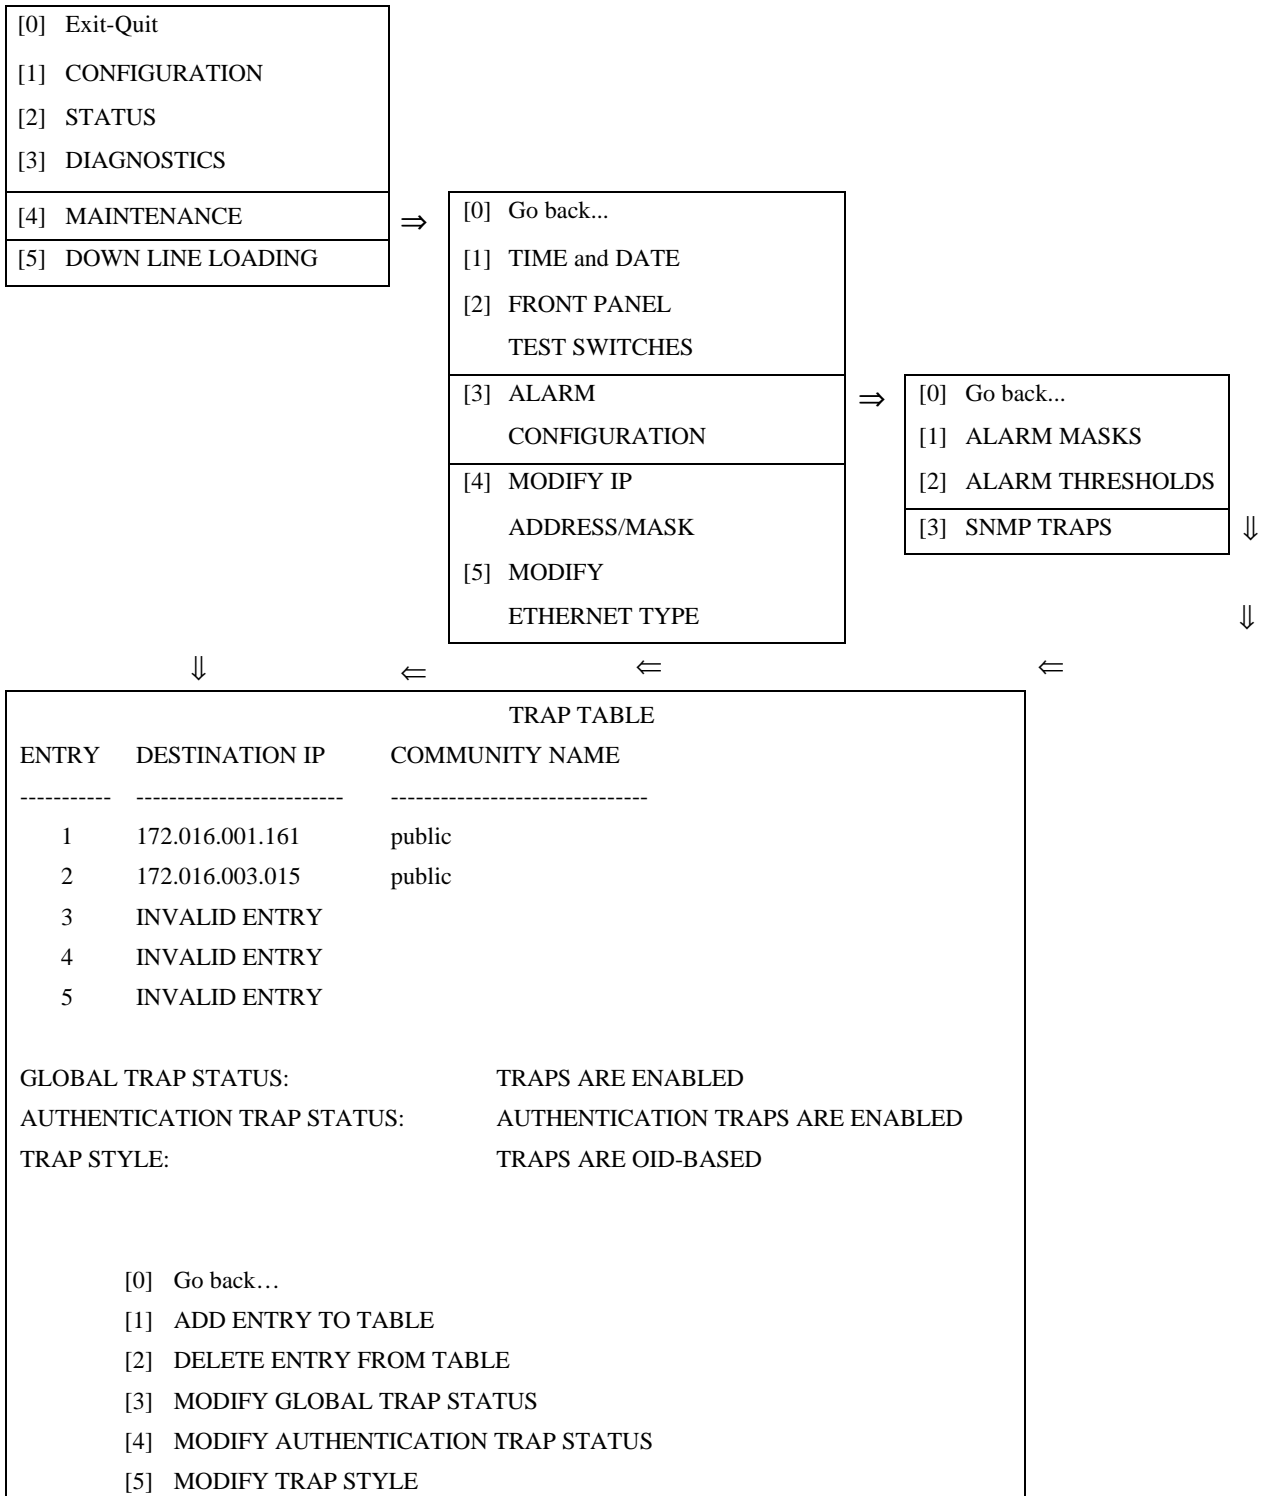 [0] Exit-Quit
[1] CONFIGURATION
[2] STATUS
[3] DIAGNOSTICS
[4] MAINTENANCE
⇒
[5] DOWN LINE LOADING
[0] Go back...
[1] TIME and DATE
[2] FRONT PANEL
TEST SWITCHES
[3] ALARM
CONFIGURATION
⇒
[4] MODIFY IP
ADDRESS/MASK
[5] MODIFY
ETHERNET TYPE
[0] Go back...
[1] ALARM MASKS
[2] ALARM THRESHOLDS
[3] SNMP TRAPS
⇓
⇓
⇓ ⇐ ⇐ ⇐
TRAP TABLE
ENTRY DESTINATION IP COMMUNITY NAME
----------- ------------------------- -------------------------------
1 172.016.001.161 public
2 172.016.003.015 public
3 INVALID ENTRY
4 INVALID ENTRY
5 INVALID ENTRY
GLOBAL TRAP STATUS: TRAPS ARE ENABLED
AUTHENTICATION TRAP STATUS: AUTHENTICATION TRAPS ARE ENABLED
TRAP STYLE: TRAPS ARE OID-BASED
[0] Go back…
[1] ADD ENTRY TO TABLE
[2] DELETE ENTRY FROM TABLE
[3] MODIFY GLOBAL TRAP STATUS
[4] MODIFY AUTHENTICATION TRAP STATUS
[5] MODIFY TRAP STYLE